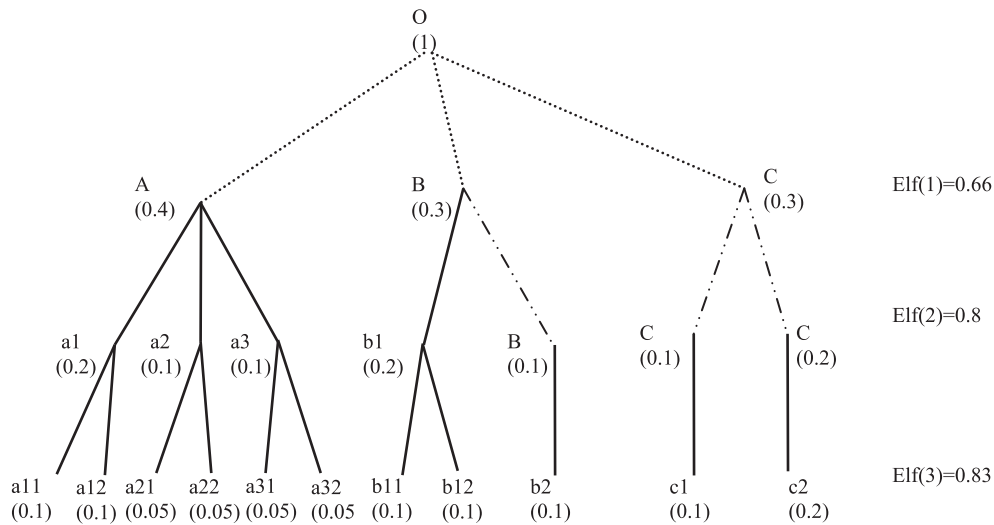 O
(1)
A
(0.4)
B
(0.3)
C
(0.3)
Elf(1)=0.66
a1
(0.2)
a2
(0.1)
a3
(0.1)
b1
(0.2)
B
(0.1)
C
(0.1)
C
(0.2)
Elf(2)=0.8
a11
(0.1)
a12
(0.1)
a21
(0.05)
a22
(0.05)
a31
(0.05)
a32
(0.05
b11
(0.1)
b12
(0.1)
b2
(0.1)
c1
(0.1)
c2
(0.2)
Elf(3)=0.83